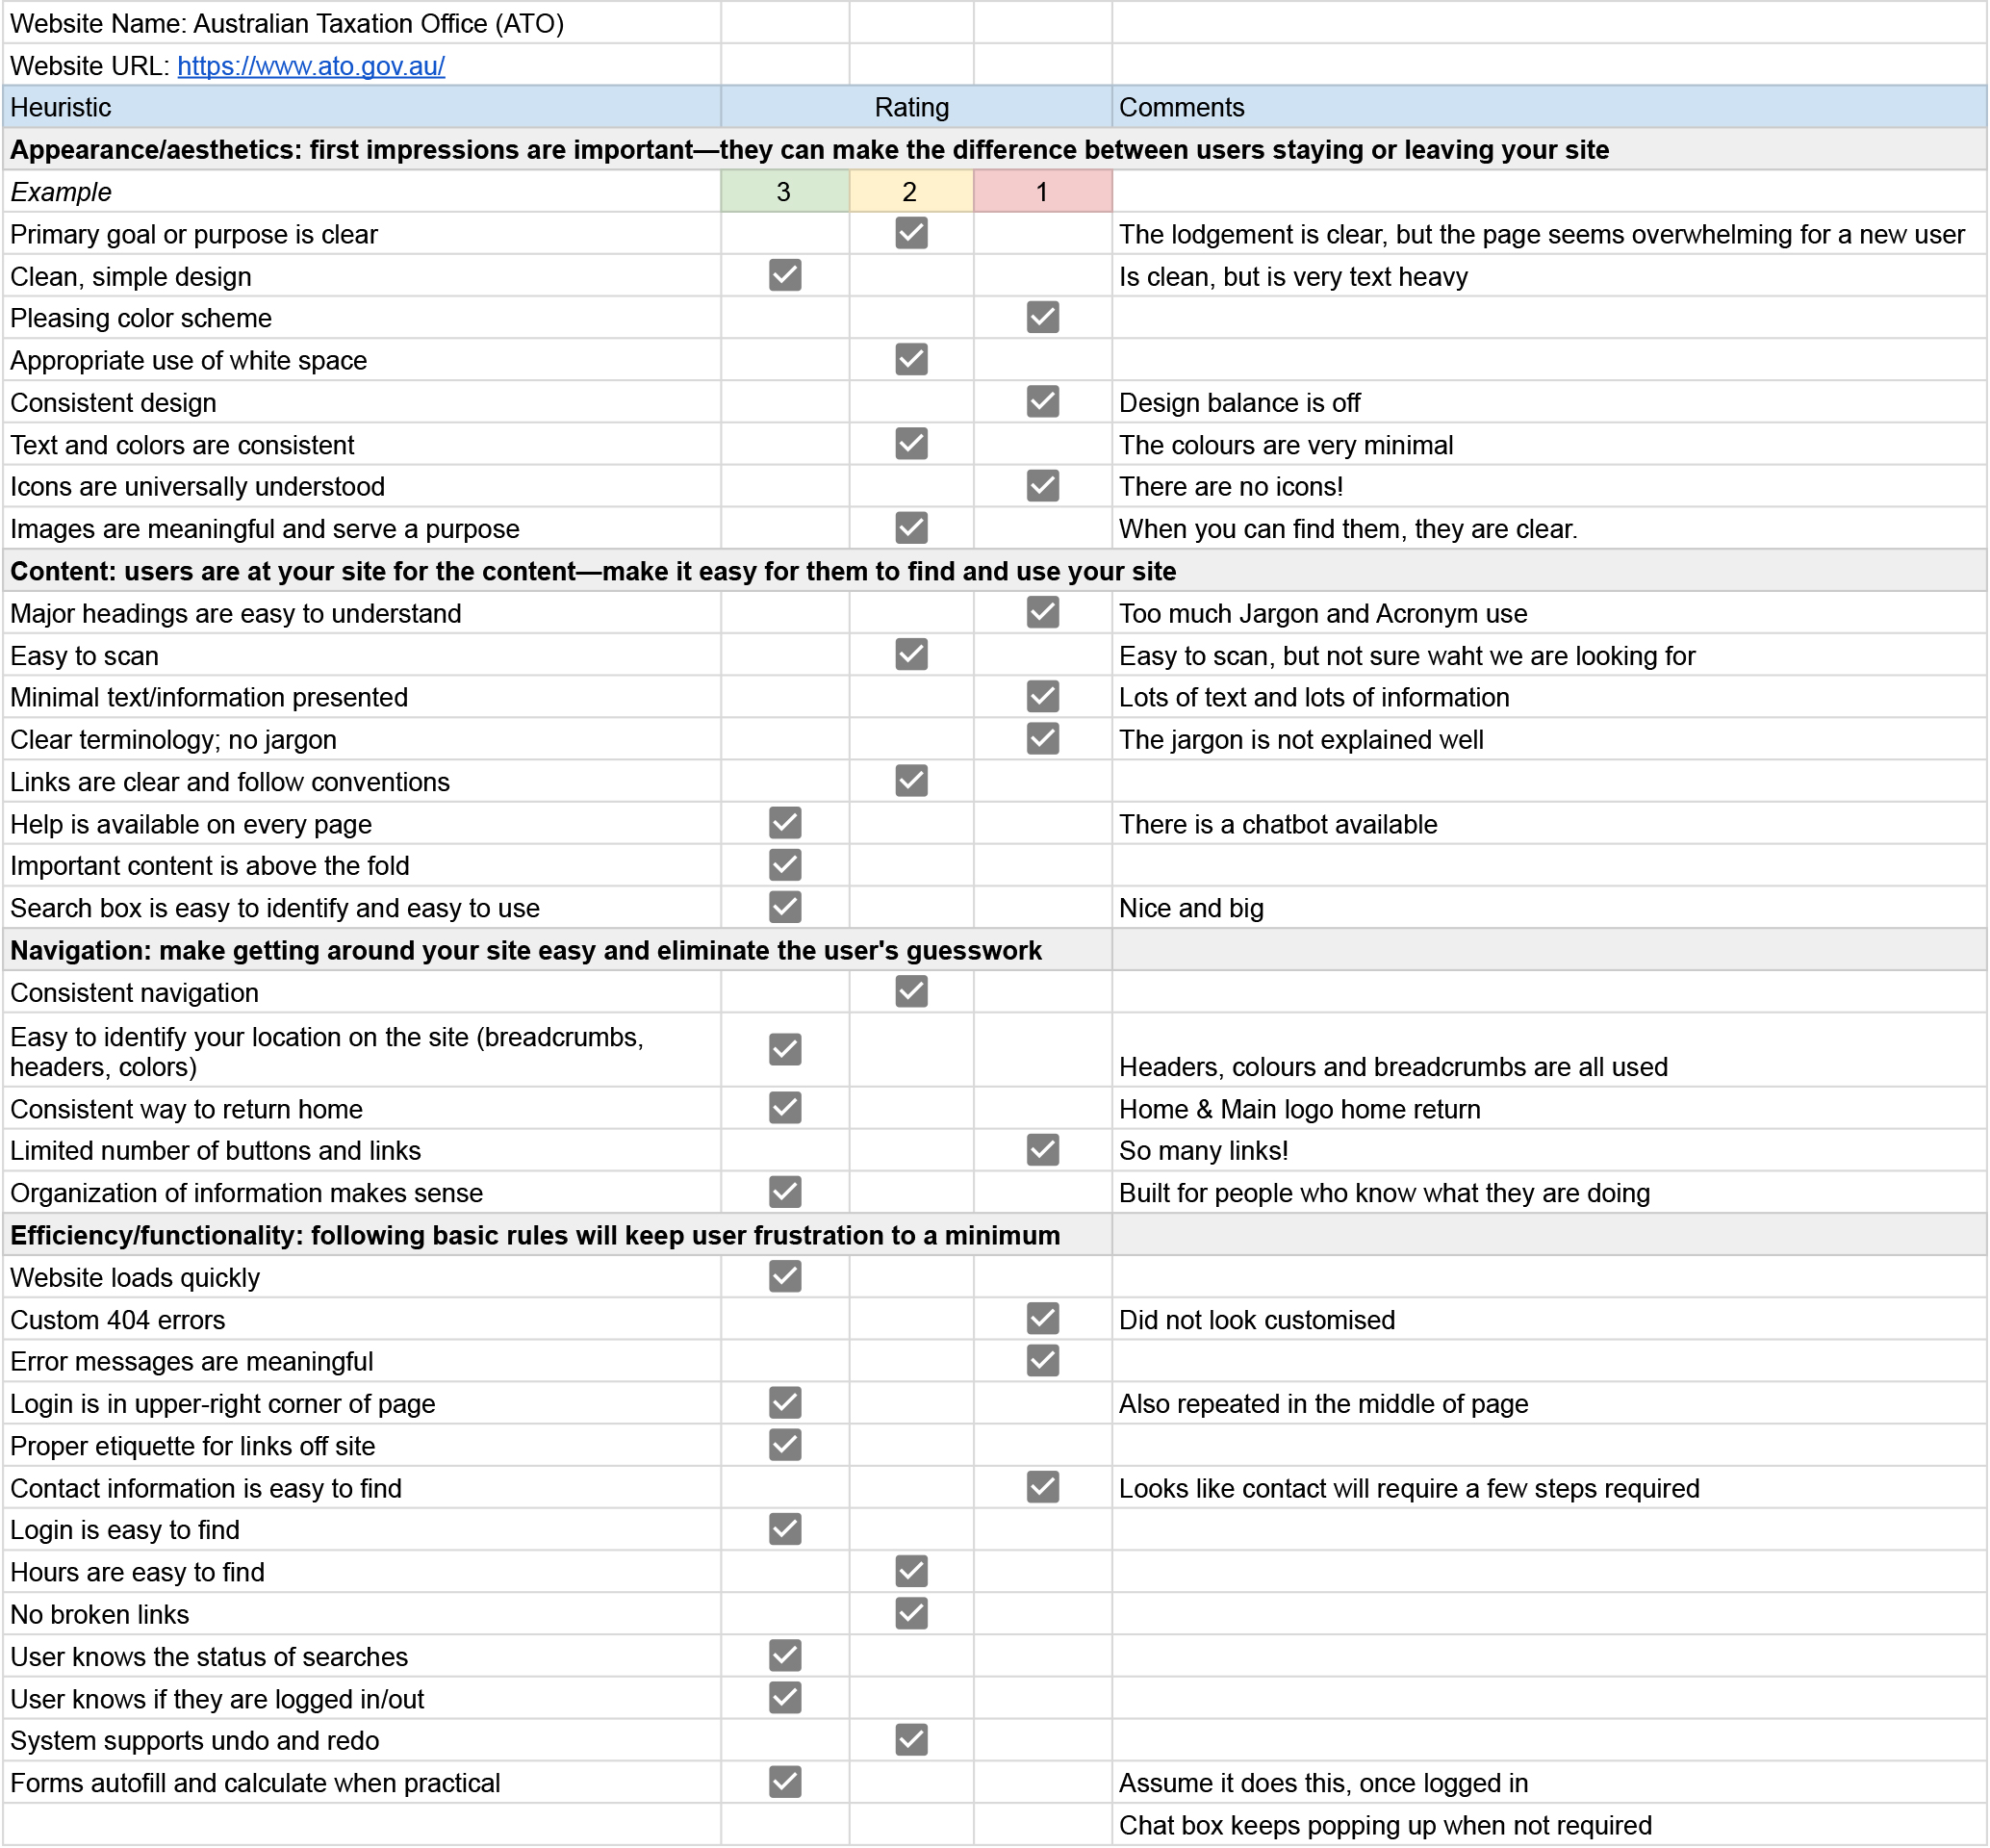 Website Name: Australian Taxation Office (ATO)
Website URL: https://www.ato.gov.au/
Heuristic Rating Comments
Appearance/aesthetics: first impressions are important—they can make the difference between users staying or leaving your site
Example 3 2 1
Primary goal or purpose is clear The lodgement is clear, but the page seems overwhelming for a new user
Clean, simple design Is clean, but is very text heavy
Pleasing color scheme
Appropriate use of white space
Consistent design Design balance is off
Text and colors are consistent The colours are very minimal
Icons are universally understood There are no icons!
Images are meaningful and serve a purpose When you can find them, they are clear.
Content: users are at your site for the content—make it easy for them to find and use your site
Major headings are easy to understand Too much Jargon and Acronym use
Easy to scan Easy to scan, but not sure waht we are looking for
Minimal text/information presented Lots of text and lots of information
Clear terminology; no jargon The jargon is not explained well
Links are clear and follow conventions
Help is available on every page There is a chatbot available
Important content is above the fold
Search box is easy to identify and easy to use Nice and big
Navigation: make getting around your site easy and eliminate the user's guesswork
Consistent navigation
Easy to identify your location on the site (breadcrumbs,
headers, colors) Headers, colours and breadcrumbs are all used
Consistent way to return home Home & Main logo home return
Limited number of buttons and links So many links!
Organization of information makes sense Built for people who know what they are doing
Efficiency/functionality: following basic rules will keep user frustration to a minimum
Website loads quickly
Custom 404 errors Did not look customised
Error messages are meaningful
Login is in upper-right corner of page Also repeated in the middle of page
Proper etiquette for links off site
Contact information is easy to find Looks like contact will require a few steps required
Login is easy to find
Hours are easy to find
No broken links
User knows the status of searches
User knows if they are logged in/out
System supports undo and redo
Forms autofill and calculate when practical Assume it does this, once logged in
Chat box keeps popping up when not required